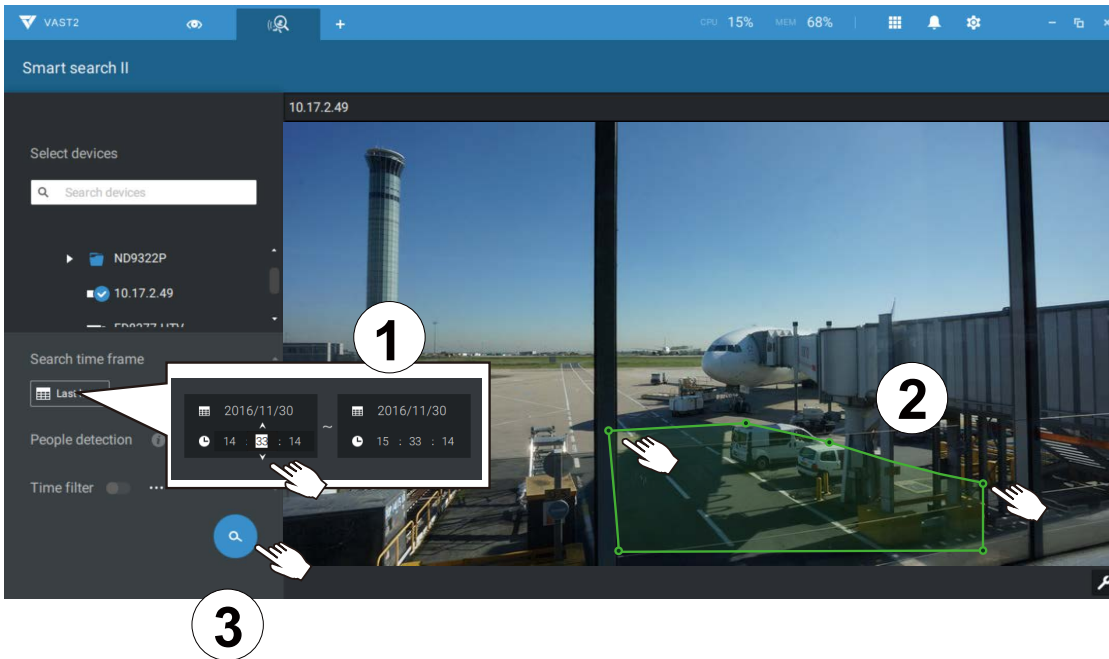 VAST2
+
CPU 15% MEM 68%
Smart search II
10.17.2.49
Select devices
Search devices
ND9322P
10.17.2.49
1
Search time frame
Last
2016/11/30
2016/11/30
14 : 33 : 14
~
15 : 33 : 14
2
People detection
Time filter
3